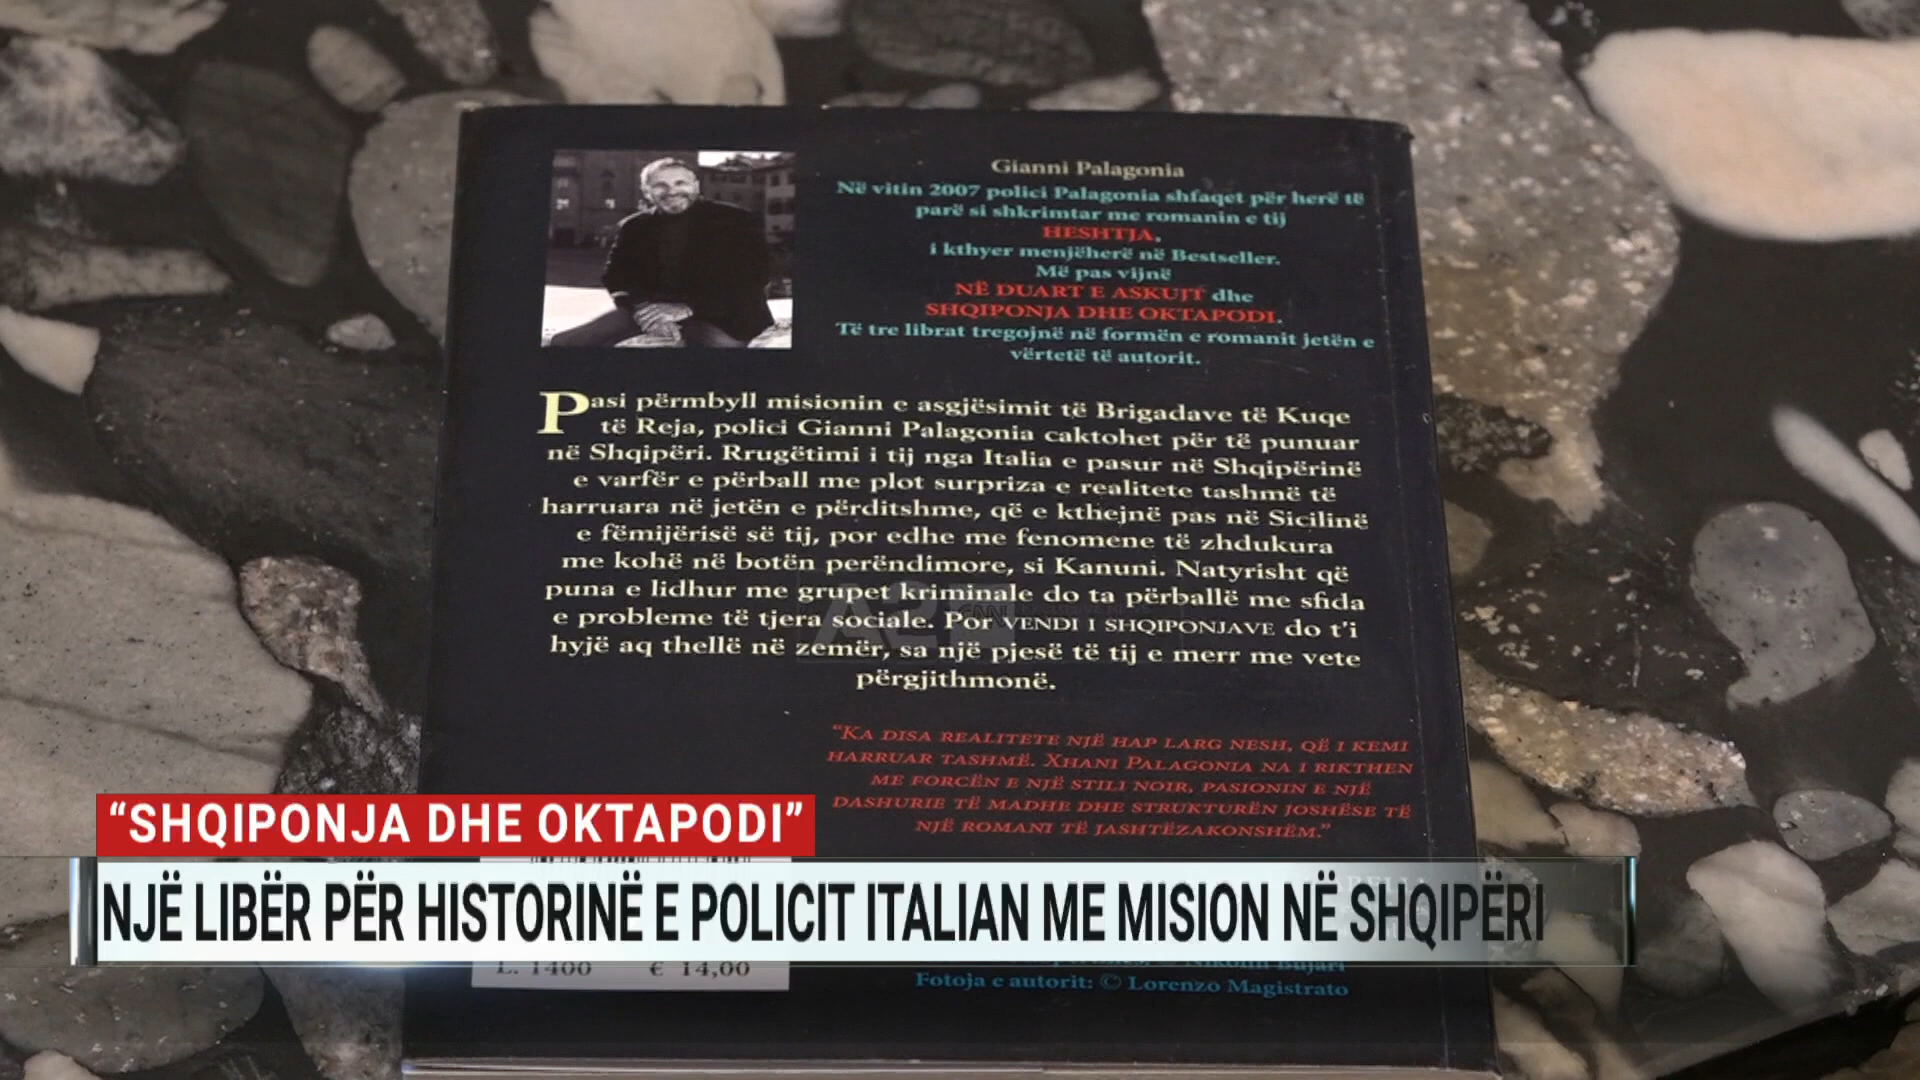 Gianni Palagonia
Në vitin 2007 polici Palagonia shfaqet për herë të
parë si shkrimtar me romanin e tij
HESHTJA,
i kthyer menjëherë në Bestseller.
Më pas vijnë
NË DUART E ASKUJT dhe
SHQIPONJA DHE OKTAPODI.
Të tre librat tregojnë në formën e romanit jetën e
vërtetë të autorit.
Pasi përmbyll misionin e asgjësimit të Brigadave të Kuqe
të Reja, polici Gianni Palagonia caktohet për të punuar
në Shqipëri. Rrugëtimi i tij nga Italia e pasur në Shqipërinë
e varfër e përball me plot surpriza e realitete tashmë të
harruara në jetën e përditshme, që e kthejnë pas në Sicilinë
e fëmijërisë së tij, por edhe me fenomene të zhdukura
me kohë në botën perëndimore, si Kanuni. Natyrisht që
puna e lidhur me grupet kriminale do ta përballë me sfida
e probleme të tjera sociale. Por VENDI I SHQIPONJAVE do t'i
hyjë aq thellë në zemër, sa një pjesë të tij e merr me vete
përgjithmonë.
A2 CNN
“KA DISA REALITETE NJË HAP LARG NESH, QË I KEMI
HARRUAR TASHMË. XHANI PALAGONIA NA I RIKTHEN
ME FORCËN E NJË STILI NOIR, PASIONIN E NJË
DASHURIE TË MADHE DHE STRUKTURËN JOSHËSE TË
NJË ROMANI TË JASHTËZAKONSHËM.”
“SHQIPONJA DHE OKTAPODI”
NJË LIBËR PËR HISTORINË E POLICIT ITALIAN ME MISION NË SHQIPËRI
L. 1400 € 14,00
Nikolin Bujari
Fotoja e autorit: © Lorenzo Magistrato